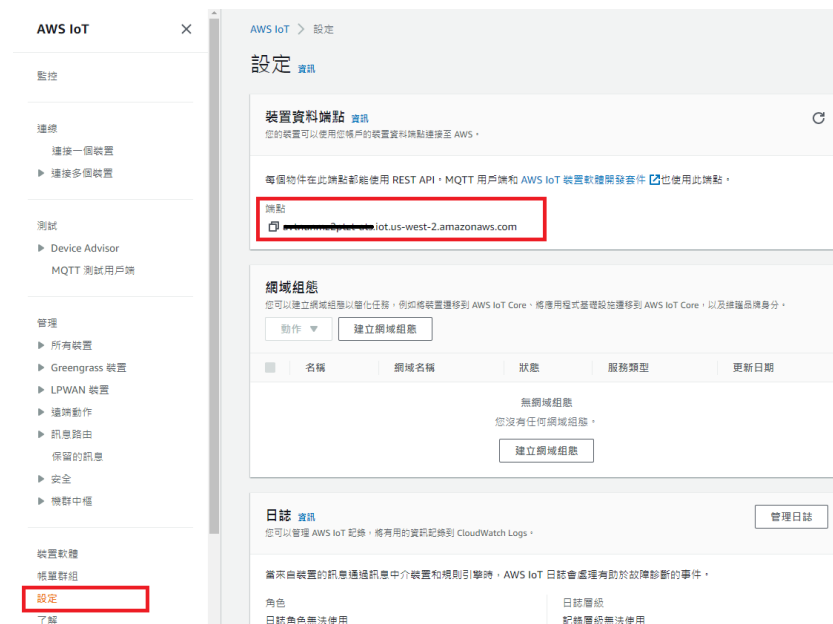 AWS IoT
監控
連線
連接一個裝置
連接多個裝置
測試
Device Advisor
MQTT 測試用戶端
管理
所有裝置
Greengrass 裝置
LPWAN 裝置
遠端動作
訊息路由
保留的訊息
安全
機群中樞
裝置軟體
帳單群組
設定
了解
AWS IoT > 設定
設定 資訊
裝置資料端點 資訊
您的裝置可以使用您帳戶的裝置資料端點連接至 AWS。
每個物件在此端點都能使用 REST API。MQTT 用戶端和 AWS IoT 裝置軟體開發套件 也使用此端點。
端點
.iot.us-west-2.amazonaws.com
網域組態
您可以建立網域組態以簡化任務，例如將裝置遷移到 AWS IoT Core，將應用程式基礎設施遷移到 AWS IoT Core，以及維護品牌身分。
動作 建立網域組態
名稱 網域名稱 狀態 服務類型 更新日期
無網域組態
您沒有任何網域組態。
建立網域組態
日誌 資訊 管理日誌
您可以管理 AWS IoT 記錄，將有用的資訊記錄到 CloudWatch Logs。
當來自裝置的訊息通過訊息中介裝置和規則引擎時，AWS IoT 日誌會處理有助於故障診斷的事件。
角色 日誌層級
日誌角色無法使用 記錄層級無法使用